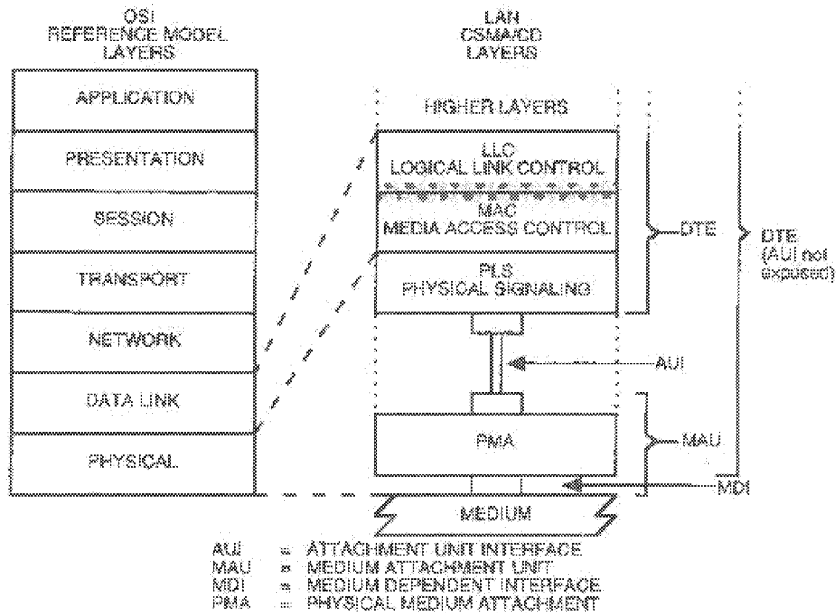 OSI
REFERENCE MODEL
LAYERS
APPLICATION
PRESENTATION
SESSION
TRANSPORT
NETWORK
DATA LINK
PHYSICAL
LAN
CSMA/CD
LAYERS
HIGHER LAYERS
LLC
LOGICAL LINK CONTROL
MAC
MEDIA ACCESS CONTROL
PLS
PHYSICAL SIGNALING
DTE
DTE
(AUI not
exposed)
AUI
PMA
MAU
MDI
MEDIUM
AUI = ATTACHMENT UNIT INTERFACE
MAU = MEDIUM ATTACHMENT UNIT
MDI = MEDIUM DEPENDENT INTERFACE
PMA = PHYSICAL MEDIUM ATTACHMENT